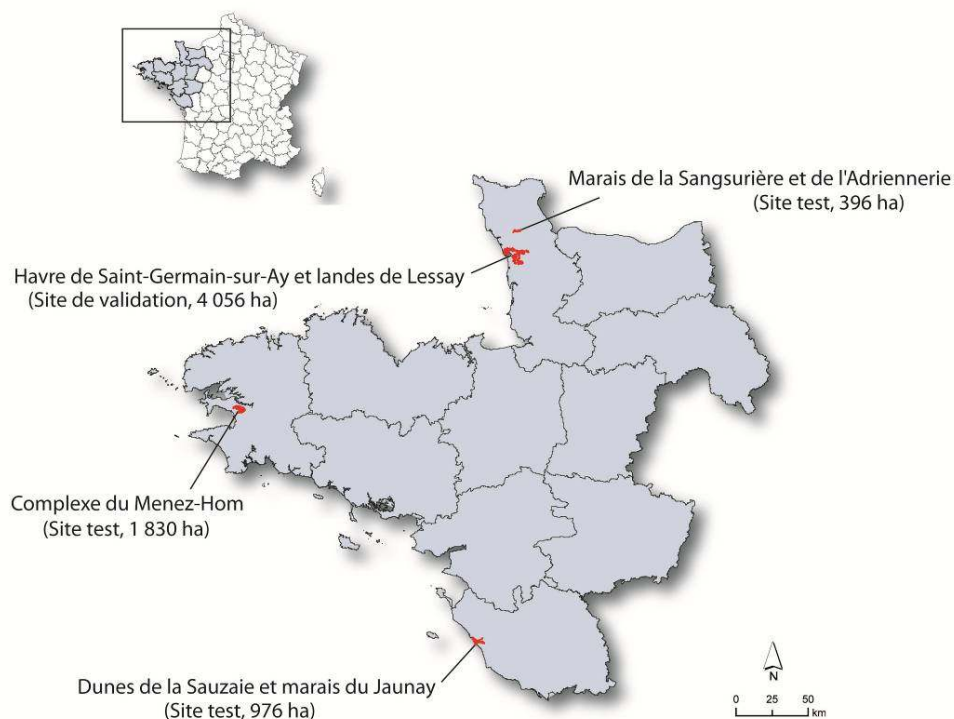 Marais de la Sangsurière et de l'Adriennerie
(Site test, 396 ha)
Havre de Saint-Germain-sur-Ay et landes de Lessay
(Site de validation, 4 056 ha)
Complexe du Menez-Hom
(Site test, 1 830 ha)
Dunes de la Sauzaie et marais du Jaunay
(Site test, 976 ha)
N
0 25 50
km